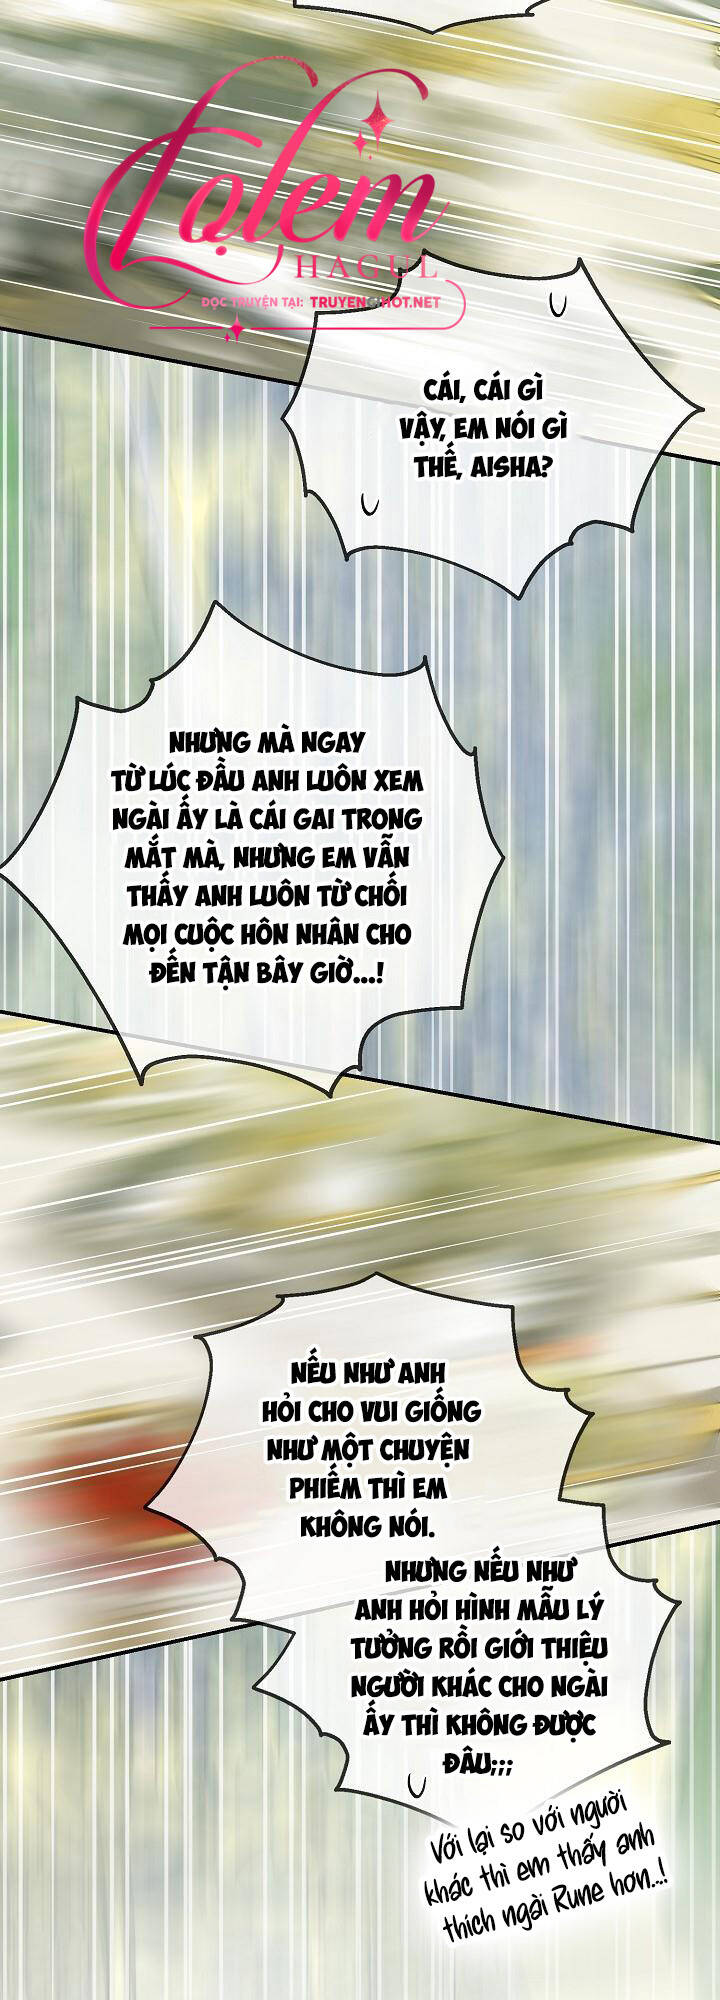 Lọlem
HAGUL
ĐỌC TRUYỆN TẠI: TRUYENQHOT.NET
CÁI, CÁI GÌ
VẬY, EM NÓI GÌ
THẾ, AISHA?
NHƯNG MÀ NGAY
TỪ LÚC ĐẦU ANH LUÔN XEM
NGÀI ẤY LÀ CÁI GAI TRONG
MẮT MÀ, NHƯNG EM VẪN
THẤY ANH LUÔN TỪ CHỐI
MỌI CUỘC HÔN NHÂN CHO
ĐẾN TẬN BÂY GIỜ...!
NẾU NHƯ ANH
HỎI CHO VUI GIỐNG
NHƯ MỘT CHUYỆN
PHIẾM THÌ EM
KHÔNG NÓI.
NHƯNG NẾU NHƯ
ANH HỎI HÌNH MẪU LÝ
TƯỞNG RỒI GIỚI THIỆU
NGƯỜI KHÁC CHO NGÀI
ẤY THÌ KHÔNG ĐƯỢC
ĐÂU;;;
Với lại so với người
khác thì em thấy anh
thích ngài Rune hơn..!